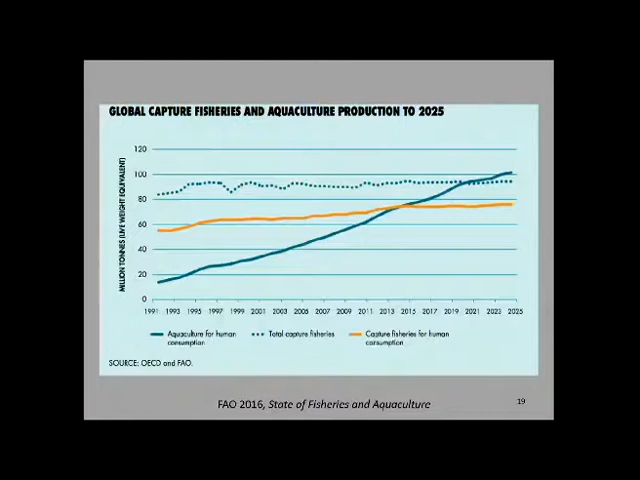 GLOBAL CAPTURE FISHERIES AND AQUACULTURE PRODUCTION TO 2025
MILLION TONNES (LIVE WEIGHT EQUIVALENT)
120
100
80
60
40
20
0
1991 1993 1995 1997 1999 2001 2003 2005 2007 2009 2011 2013 2015 2017 2019 2021 2023 2025
Aquaculture for human consumption
Total capture fisheries
Capture fisheries for human consumption
SOURCE: OECD and FAO.
FAO 2016, State of Fisheries and Aquaculture
19